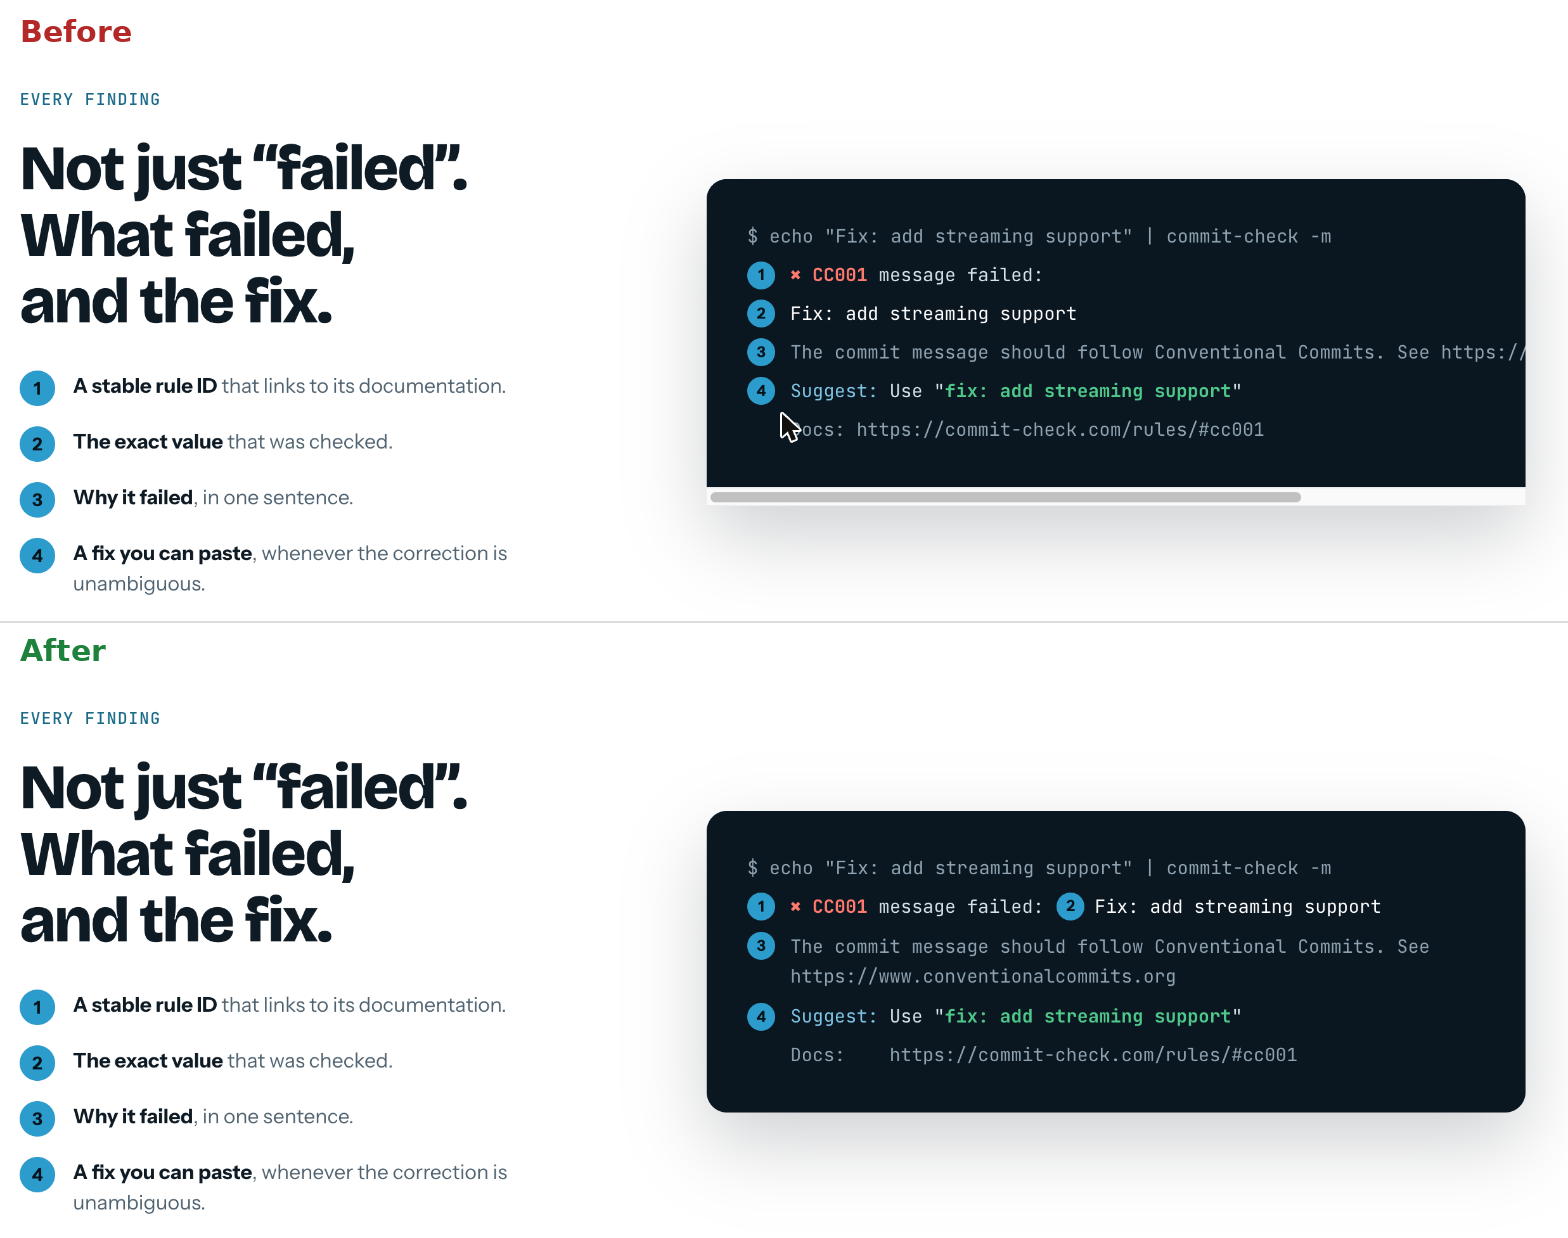 Before
EVERY FINDING
Not just “failed”.
What failed,
and the fix.
1 A stable rule ID that links to its documentation.
2 The exact value that was checked.
3 Why it failed, in one sentence.
4 A fix you can paste, whenever the correction is
unambiguous.
$ echo "Fix: add streaming support" | commit-check -m
1 ✖ CC001 message failed:
2 Fix: add streaming support
3 The commit message should follow Conventional Commits. See https://
4 Suggest: Use "fix: add streaming support"
ocs: https://commit-check.com/rules/#cc001
After
EVERY FINDING
Not just “failed”.
What failed,
and the fix.
1 A stable rule ID that links to its documentation.
2 The exact value that was checked.
3 Why it failed, in one sentence.
4 A fix you can paste, whenever the correction is
unambiguous.
$ echo "Fix: add streaming support" | commit-check -m
1 ✖ CC001 message failed: 2 Fix: add streaming support
3 The commit message should follow Conventional Commits. See
https://www.conventionalcommits.org
4 Suggest: Use "fix: add streaming support"
Docs:    https://commit-check.com/rules/#cc001